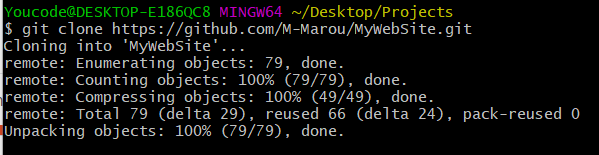 Youcode@DESKTOP-E186QC8 MINGW64 ~/Desktop/Projects
$ git clone https://github.com/M-Marou/MyWebSite.git
Cloning into 'MyWebSite'...
remote: Enumerating objects: 79, done.
remote: Counting objects: 100% (79/79), done.
remote: Compressing objects: 100% (49/49), done.
remote: Total 79 (delta 29), reused 66 (delta 24), pack-reused 0
Unpacking objects: 100% (79/79), done.